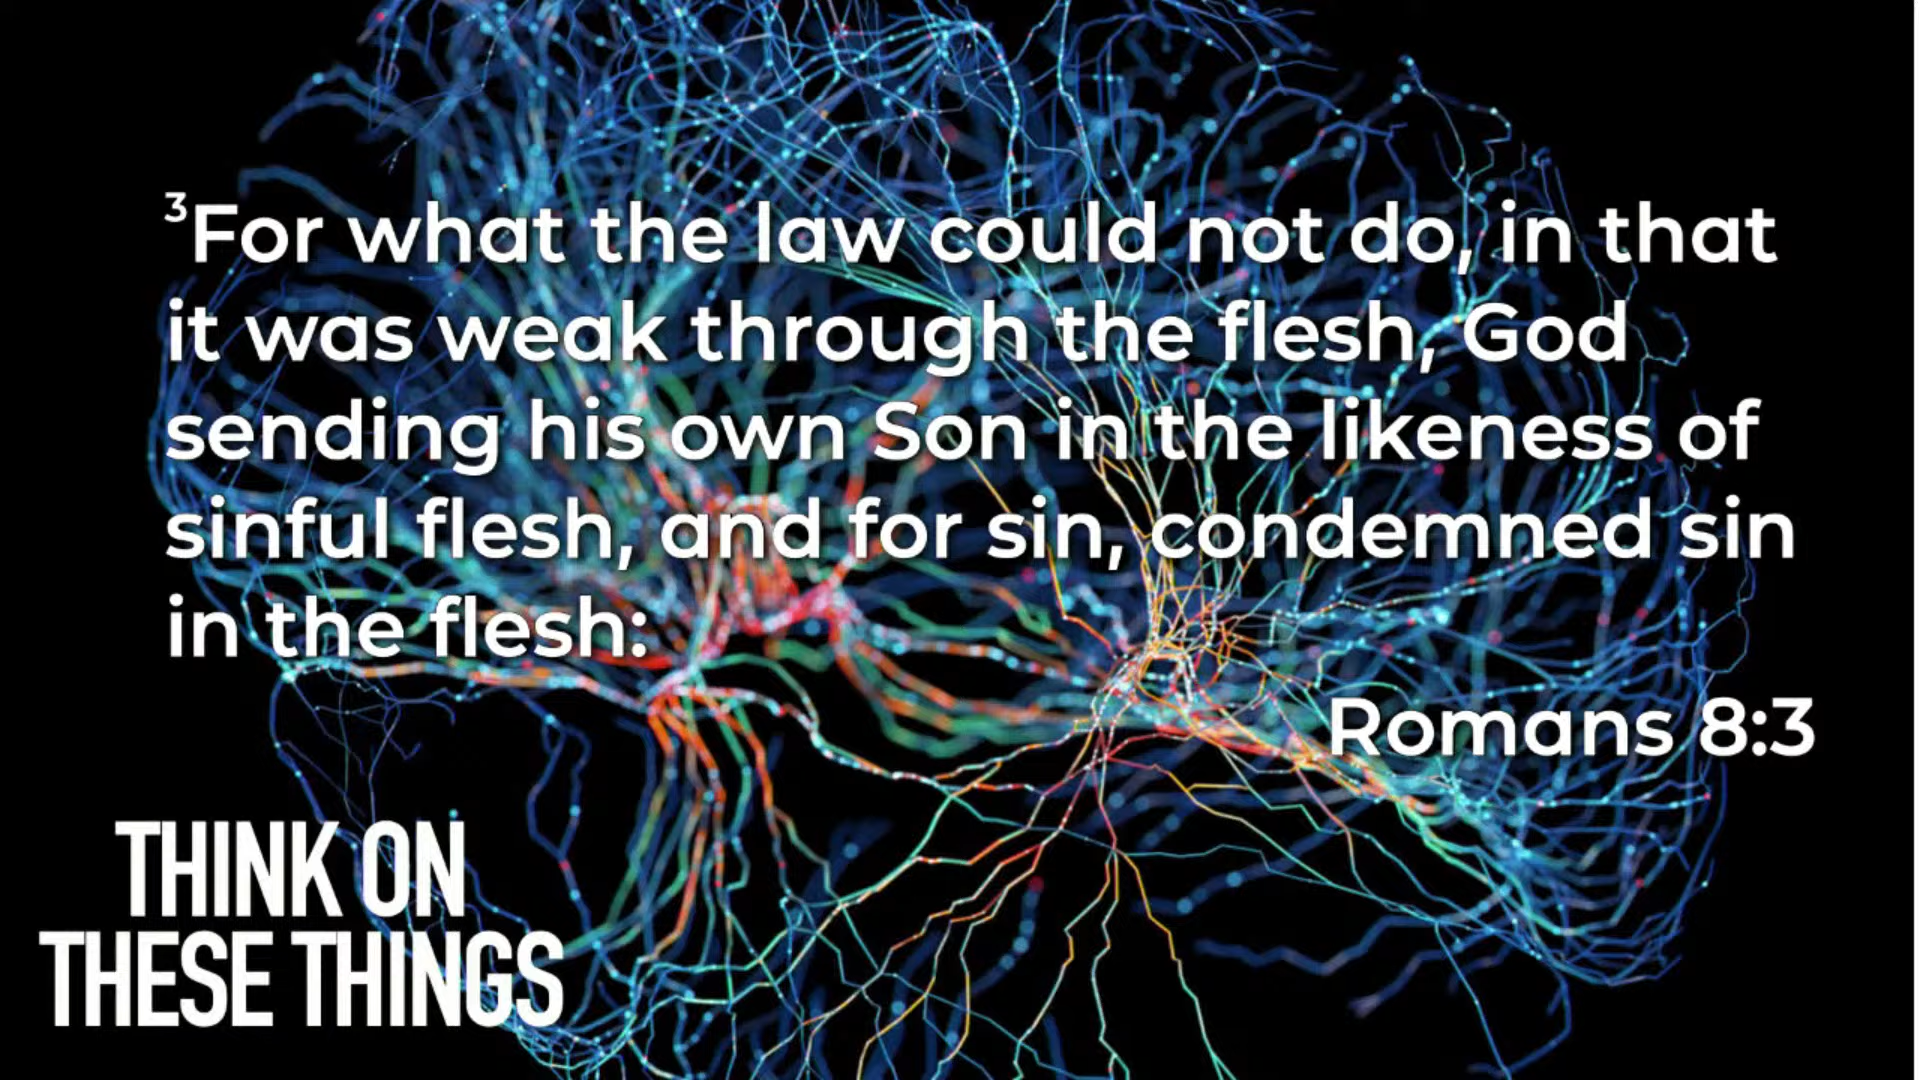 ³For what the law could not do, in that
it was weak through the flesh, God
sending his own Son in the likeness of
sinful flesh, and for sin, condemned sin
in the flesh:
Romans 8:3
THINK ON
THESE THINGS